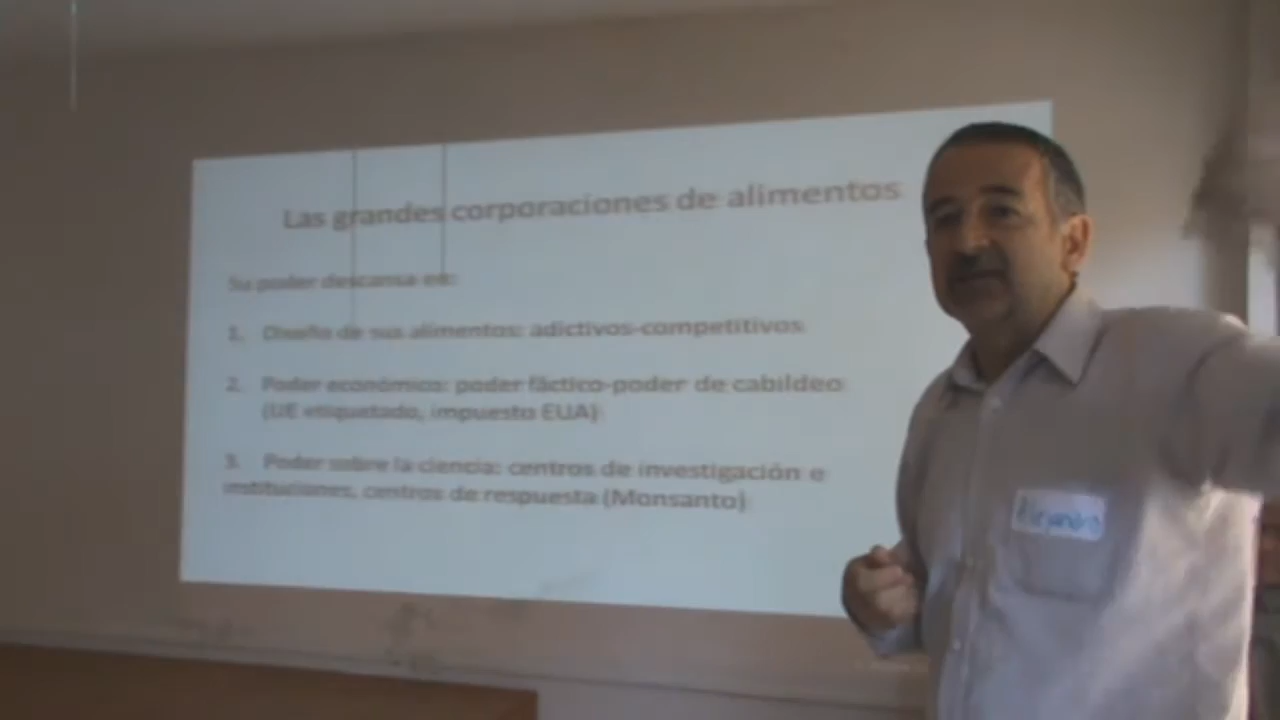 Las grandes corporaciones de alimentos
Su poder descansa en:
1. Diseño de sus alimentos: adictivos-competitivos
2. Poder económico: poder fáctico-poder de cabildeo
(UE etiquetado, impuesto EUA)
3. Poder sobre la ciencia: centros de investigación e
instituciones, centros de respuesta (Monsanto)
Alejandro